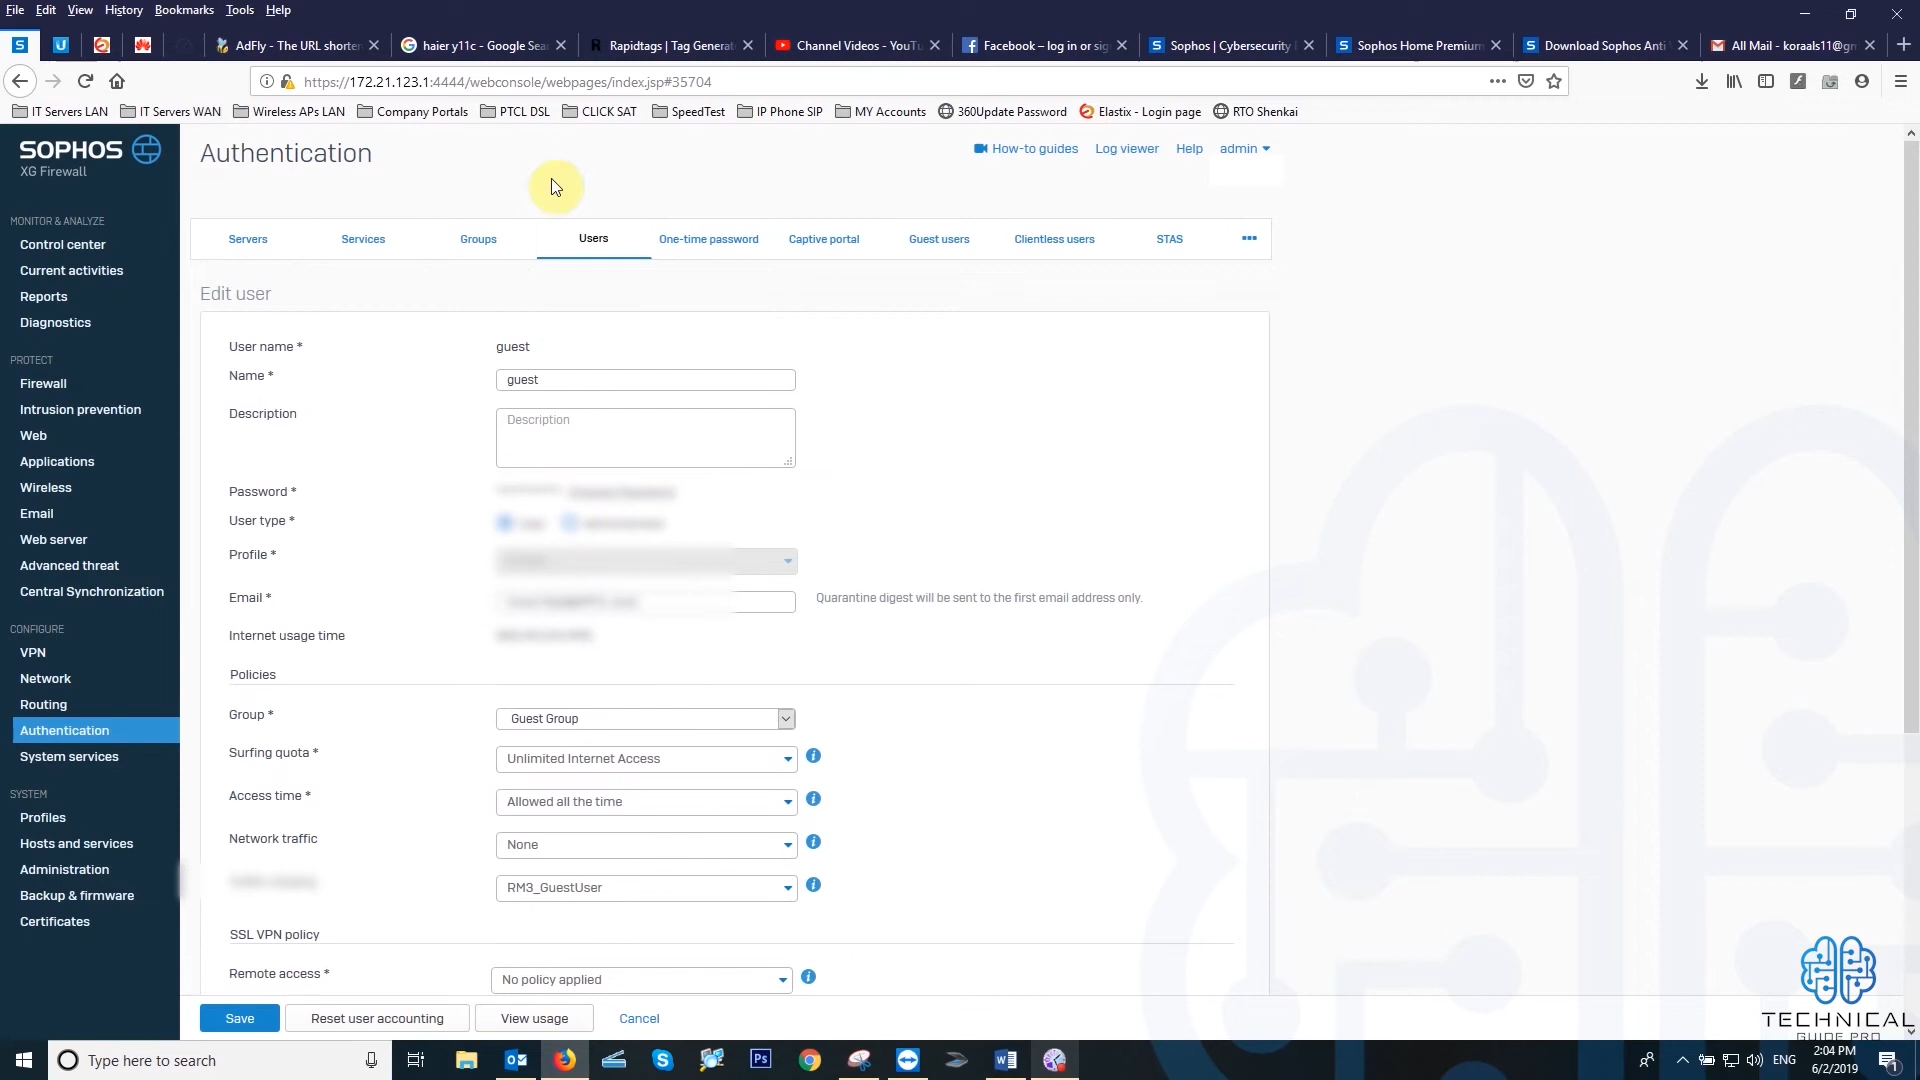 File Edit View History Bookmarks Tools Help
AdFly - The URL shorten
haier y11c - Google Sea
Rapidtags | Tag Generat
Channel Videos - YouTu
Facebook – log in or sig
Sophos | Cybersecurity
Sophos Home Premium
Download Sophos Anti
All Mail - koraals11@gm
https://172.21.123.1:4444/webconsole/webpages/index.jsp#35704
IT Servers LAN IT Servers WAN Wireless APs LAN Company Portals PTCL DSL CLICK SAT SpeedTest IP Phone SIP MY Accounts 360Update Password Elastix - Login page RTO Shenkai
SOPHOS
XG Firewall
MONITOR & ANALYZE
Control center
Current activities
Reports
Diagnostics
PROTECT
Firewall
Intrusion prevention
Web
Applications
Wireless
Email
Web server
Advanced threat
Central Synchronization
CONFIGURE
VPN
Network
Routing
Authentication
System services
SYSTEM
Profiles
Hosts and services
Administration
Backup & firmware
Certificates
Authentication
How-to guides Log viewer Help admin
Servers Services Groups Users One-time password Captive portal Guest users Clientless users STAS
Edit user
User name * guest
Name * guest
Description Description
Password *
User type *
Profile *
Email * Quarantine digest will be sent to the first email address only.
Internet usage time
Policies
Group * Guest Group
Surfing quota * Unlimited Internet Access
Access time * Allowed all the time
Network traffic None
RM3_GuestUser
SSL VPN policy
Remote access * No policy applied
Save Reset user accounting View usage Cancel
TECHNICAL
GUIDE PRO
Type here to search
ENG
2:04 PM
6/2/2019
1